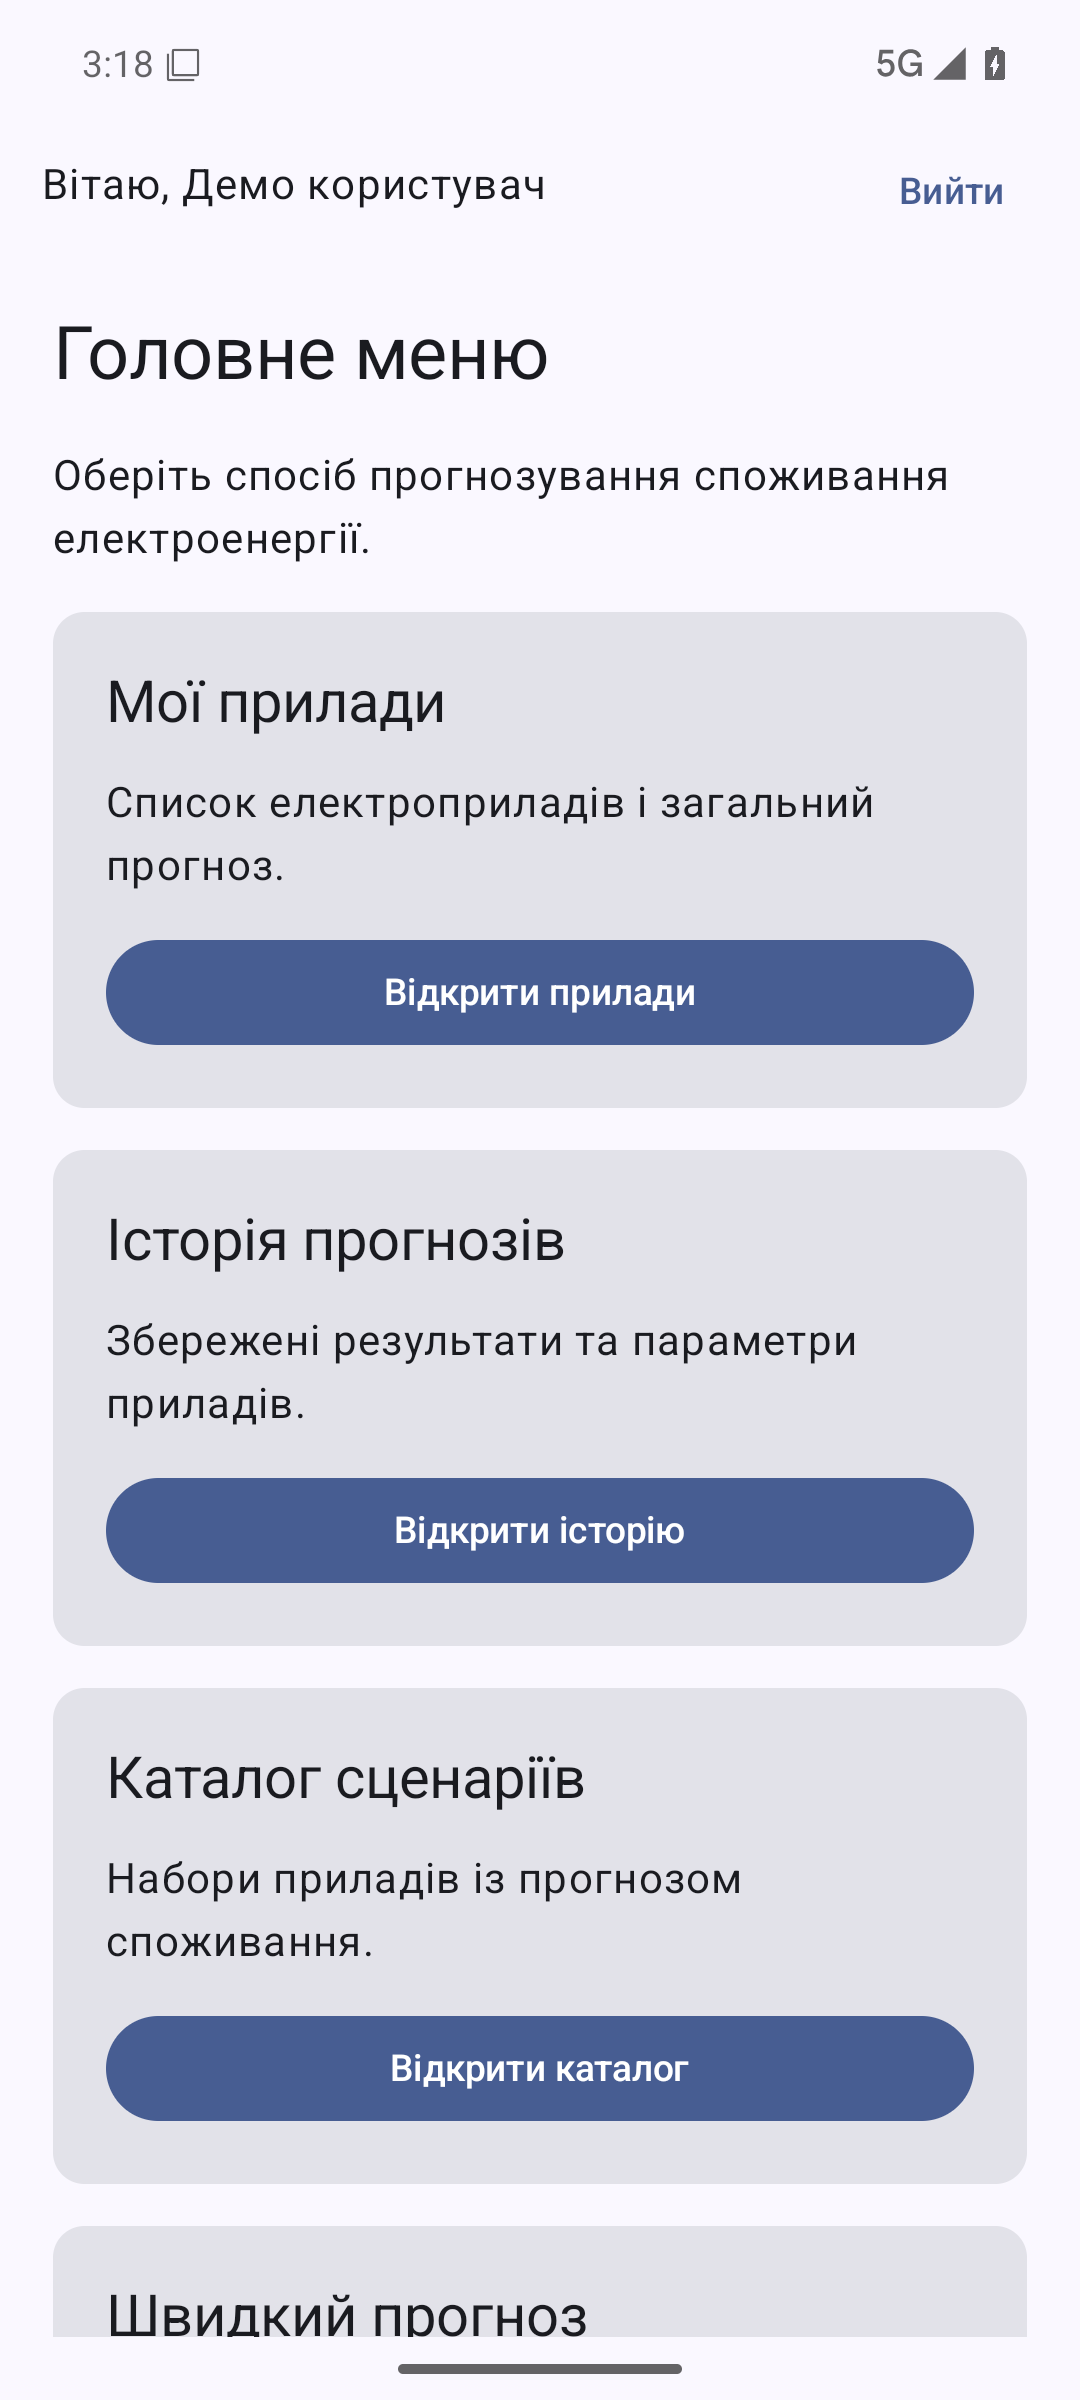 3:18
5G
Вітаю, Демо користувач
Вийти
Головне меню
Оберіть спосіб прогнозування споживання
електроенергії.
Мої прилади
Список електроприладів і загальний
прогноз.
Відкрити прилади
Історія прогнозів
Збережені результати та параметри
приладів.
Відкрити історію
Каталог сценаріїв
Набори приладів із прогнозом
споживання.
Відкрити каталог
Швидкий прогноз